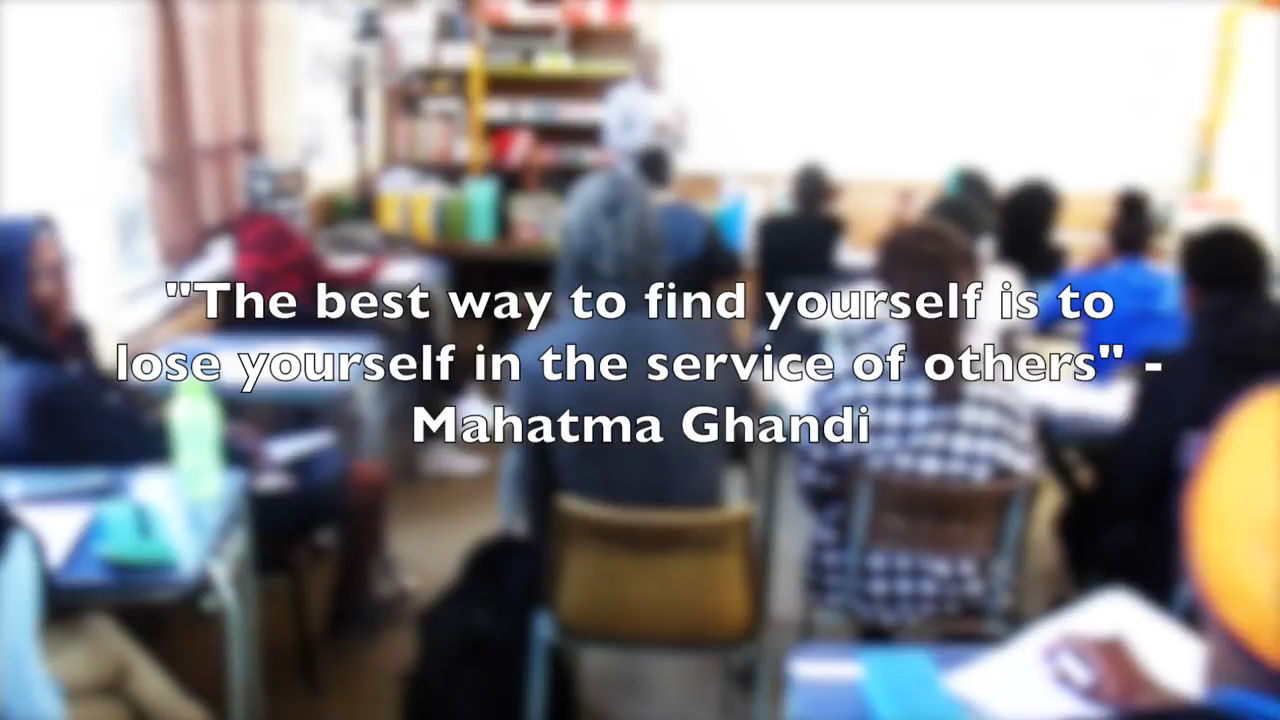 "The best way to find yourself is to
lose yourself in the service of others" -
Mahatma Ghandi